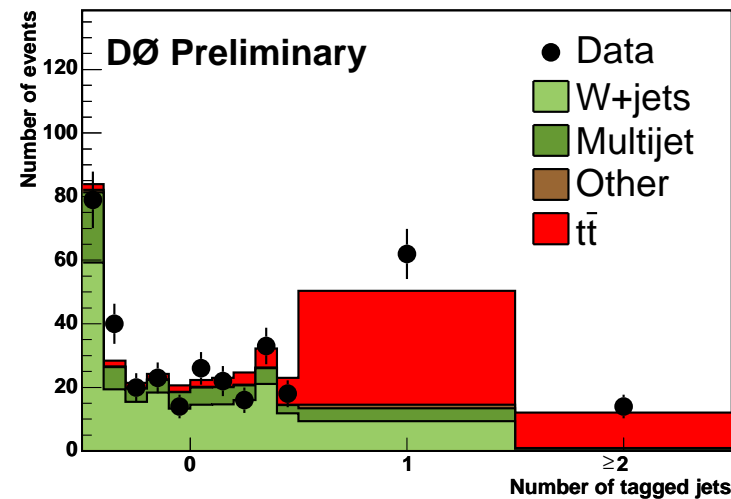 DØ Preliminary
Data
W+jets
Multijet
Other
tt̄
Number of events
120
100
80
60
40
20
0
0
1
≥2
Number of tagged jets